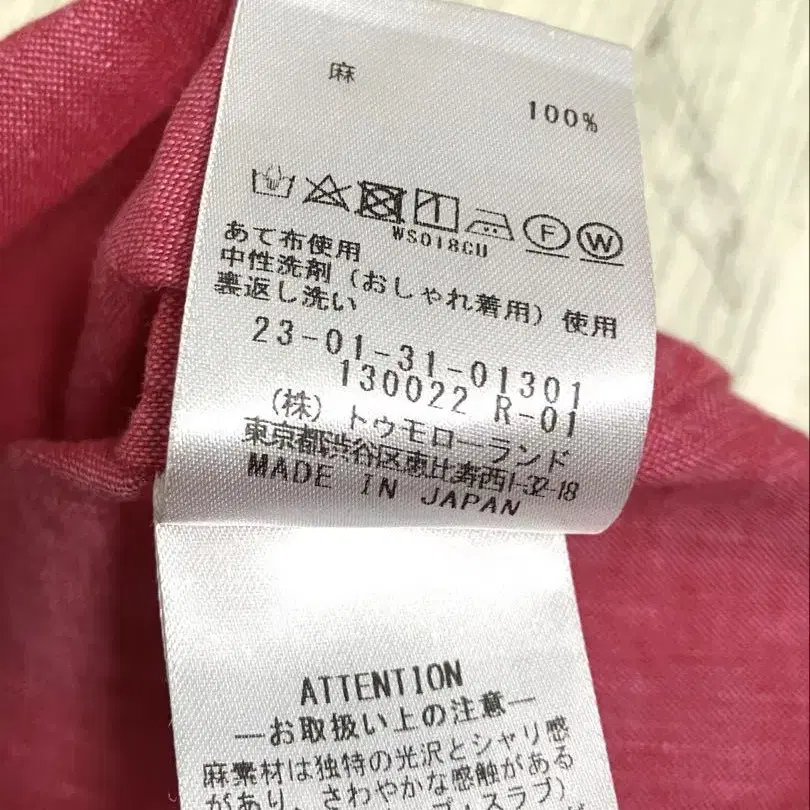 麻
100%
F W
WS018CU
あて布使用
中性洗剤（おしゃれ着用）使用
裏返し洗い
23-01-31-01301
130022 R-01
（株）トゥモローランド
東京都渋谷区恵比寿西1-32-18
MADE IN JAPAN
ATTENTION
—お取扱い上の注意—
麻素材は独特の光沢とシャリ感
があり、さわやかな感触がある
プ・スラブ）